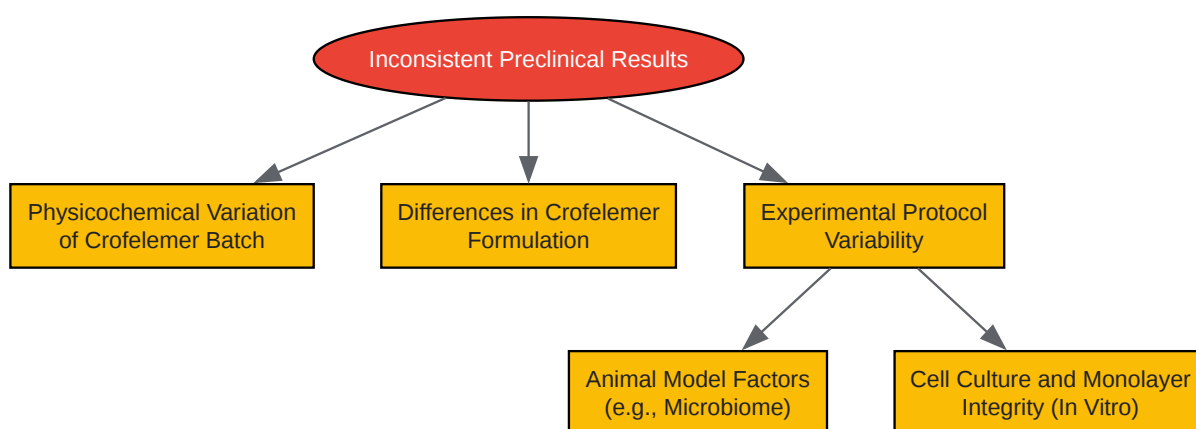 Inconsistent Preclinical Results
Physicochemical Variation
of Crofelemer Batch
Differences in Crofelemer
Formulation
Experimental Protocol
Variability
Animal Model Factors
(e.g., Microbiome)
Cell Culture and Monolayer
Integrity (In Vitro)